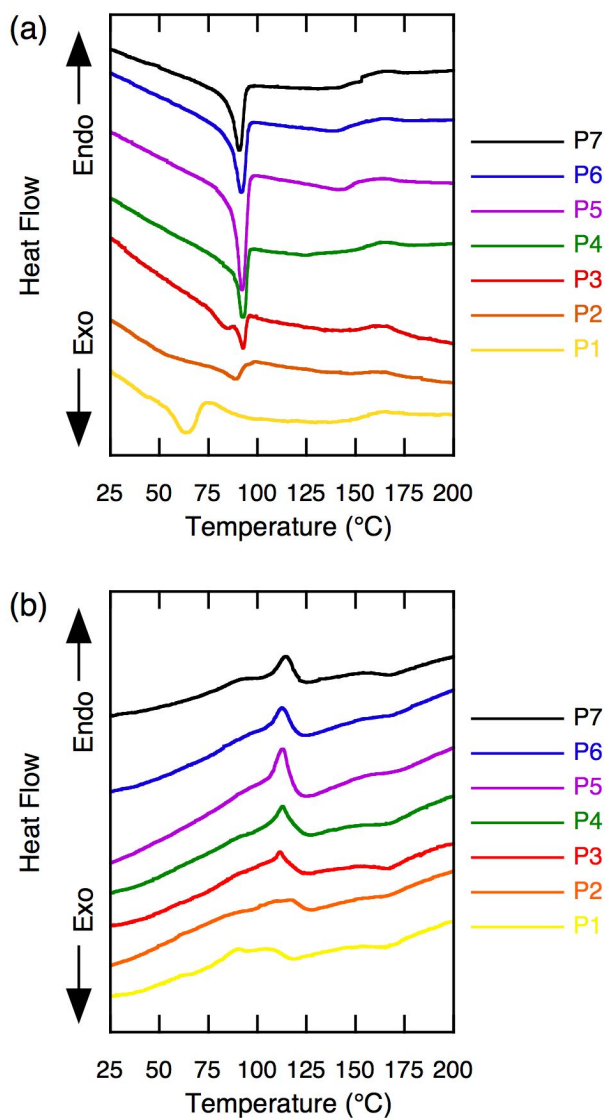 (a)
Endo
Heat Flow
Exo
P7
P6
P5
P4
P3
P2
P1
25 50 75 100 125 150 175 200
Temperature (°C)
(b)
Endo
Heat Flow
Exo
P7
P6
P5
P4
P3
P2
P1
25 50 75 100 125 150 175 200
Temperature (°C)